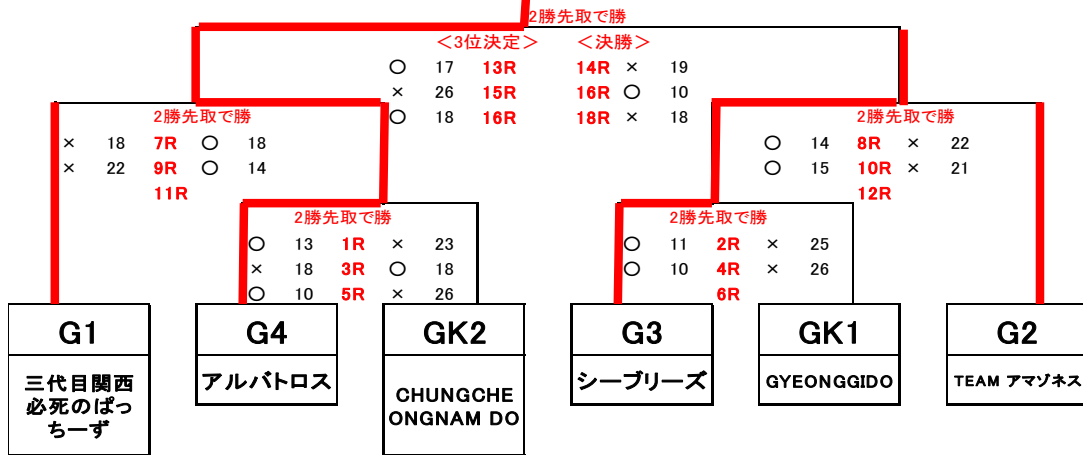 2勝先取で勝
＜3位決定＞ ＜決勝＞
○ 17 13R 14R × 19
× 26 15R 16R ○ 10
○ 18 16R 18R × 18
2勝先取で勝 2勝先取で勝
× 18 7R ○ 18 ○ 14 8R × 22
× 22 9R ○ 14 ○ 15 10R × 21
11R 12R
2勝先取で勝 2勝先取で勝
○ 13 1R × 23 ○ 11 2R × 25
× 18 3R ○ 18 ○ 10 4R × 26
○ 10 5R × 26 6R
G1 G4 GK2 G3 GK1 G2
三代目関西
必死のぱっ
ちーず
アルバトロス
CHUNGCHE
ONGNAM DO
シーブリーズ
GYEONGGIDO
TEAM アマゾネス